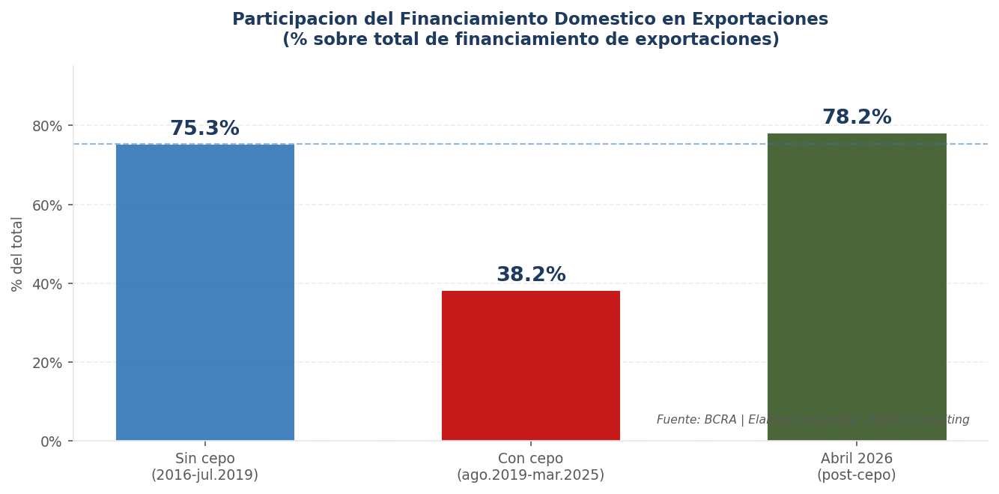 Participacion del Financiamiento Domestico en Exportaciones
(% sobre total de financiamiento de exportaciones)
% del total
80%
60%
40%
20%
0%
75.3%
38.2%
78.2%
Fuente: BCRA | Elaboracion propia
Sin cepo
(2016-jul.2019)
Con cepo
(ago.2019-mar.2025)
Abril 2026
(post-cepo)